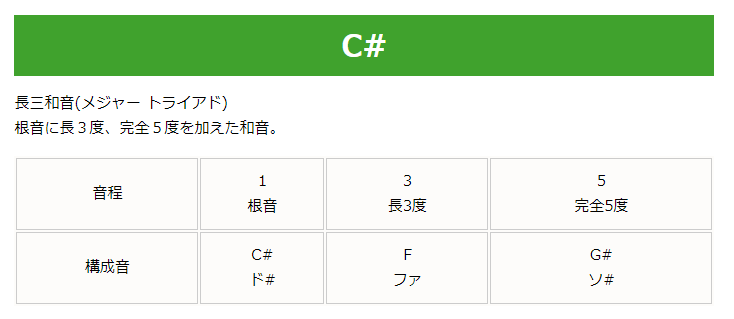 C#
長三和音(メジャー トライアド)
根音に長３度、完全５度を加えた和音。
音程
1
根音
3
長3度
5
完全5度
構成音
C#
ド#
F
ファ
G#
ソ#